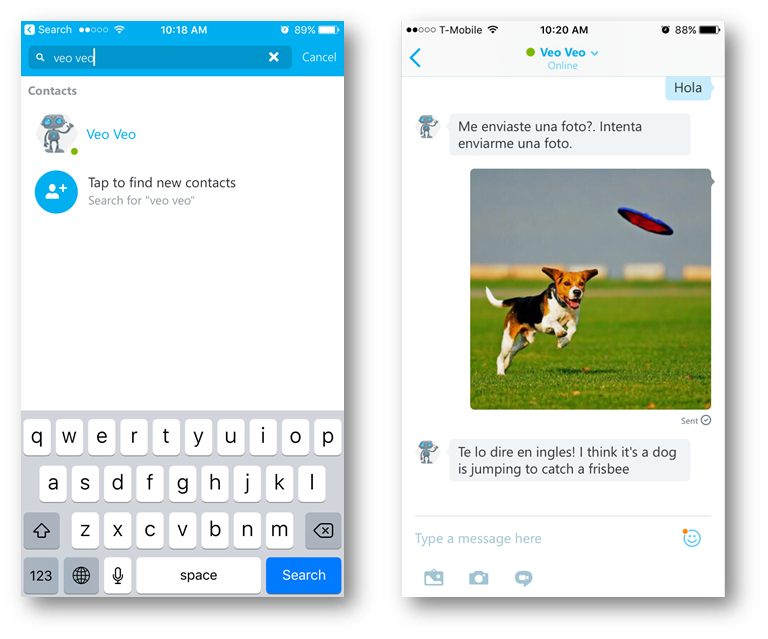 Search
10:18 AM
89%
veo veo
Cancel
Contacts
Veo Veo
Tap to find new contacts
Search for "veo veo"
q w e r t y u i o p
a s d f g h j k l
z x c v b n m
123
space
Search
T-Mobile
10:20 AM
88%
Veo Veo
Online
Hola
Me enviaste una foto?. Intenta
enviarme una foto.
Sent
Te lo dire en ingles! I think it's a dog
is jumping to catch a frisbee
Type a message here